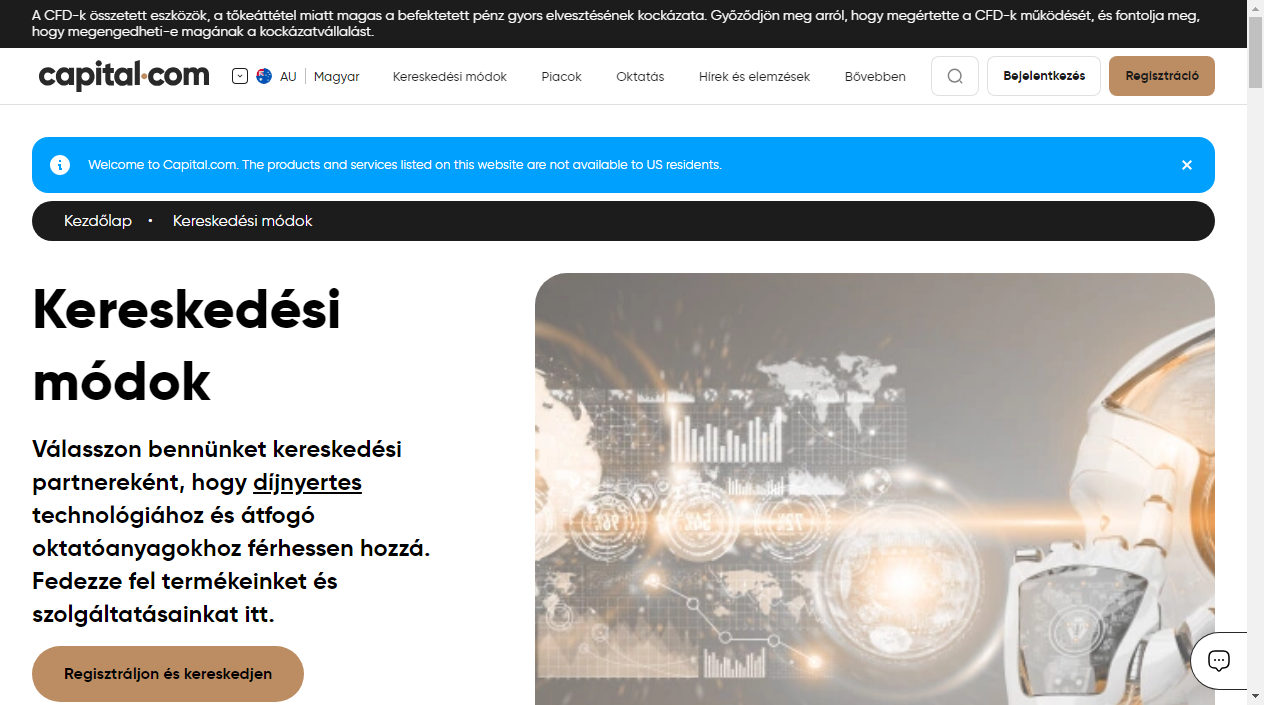 A CFD-k összetett eszközök, a tőkeáttétel miatt magas a befektetett pénz gyors elvesztésének kockázata. Győződjön meg arról, hogy megértette a CFD-k működését, és fontolja meg,
hogy megengedheti-e magának a kockázatvállalást.
capital.com AU Magyar Kereskedési módok Piacok Oktatás Hírek és elemzések Bővebben Bejelentkezés Regisztráció
Welcome to Capital.com. The products and services listed on this website are not available to US residents.
Kezdőlap • Kereskedési módok
Kereskedési
módok
Válasszon bennünket kereskedési
partnereként, hogy díjnyertes
technológiához és átfogó
oktatóanyagokhoz férhessen hozzá.
Fedezze fel termékeinket és
szolgáltatásainkat itt.
Regisztráljon és kereskedjen